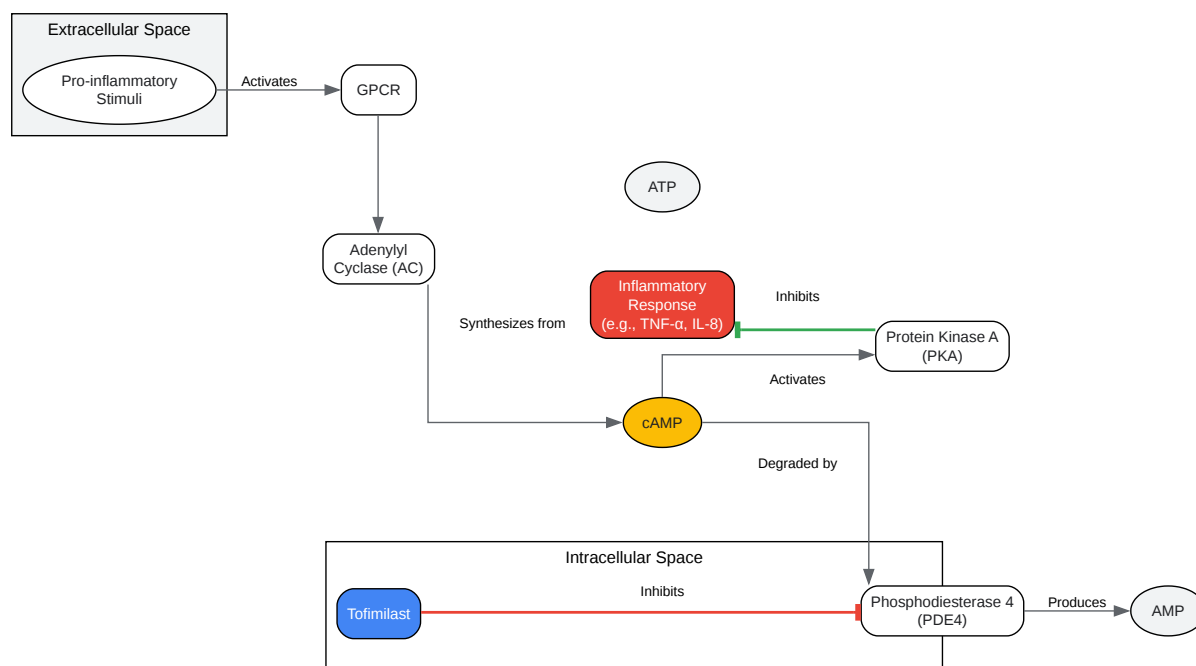 Extracellular Space
Pro-inflammatory
Stimuli
Activates
GPCR
ATP
Adenylyl
Cyclase (AC)
Synthesizes from
Inflammatory
Response
(e.g., TNF-α, IL-8)
Inhibits
Protein Kinase A
(PKA)
Activates
cAMP
Degraded by
Intracellular Space
Tofimilast
Inhibits
Phosphodiesterase 4
(PDE4)
Produces
AMP